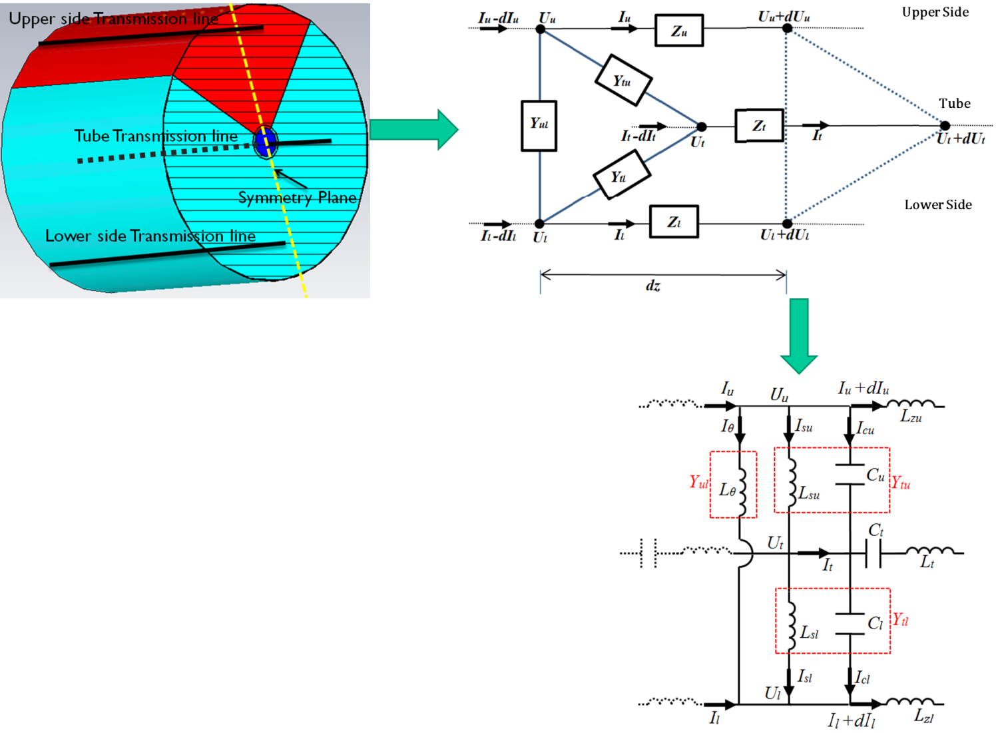 Upper side Transmission line
Tube Transmission line
Symmetry Plane
Lower side Transmission line
Iu-dIu
Uu
Iu
Zu
Uu+dUu
Upper Side
Ytu
Yul
Zt
Tube
It-dIt
Ut
It
Ut+dUt
Ytl
Lower Side
Zl
Il-dIl
Ul
Il
Ul+dUl
dz
Iu
Uu
Iu+dIu
Lzu
Iθ
Isu
Icu
Yul
Lθ
Lsu
Cu
Ytu
Ct
Ut
It
Lt
Lsl
Cl
Ytl
Isl
Icl
Ul
Il
Il+dIl
Lzl